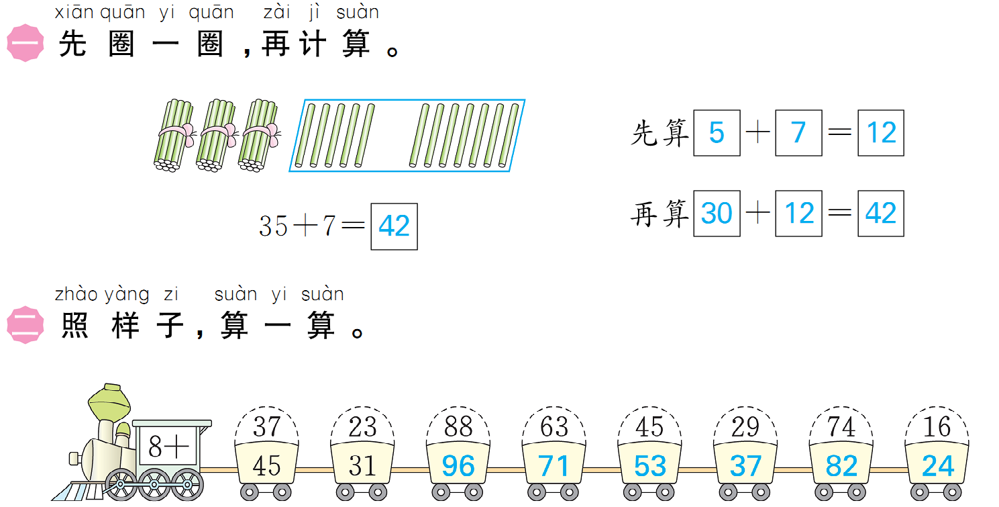 xiān quān yi quān zài jì suàn
一 先圈一圈,再计算。
先算 5 + 7 = 12
再算 30 + 12 = 42
35+7= 42
zhào yàng zi suàn yi suàn
二 照样子,算一算。
37 23 88 63 45 29 74 16
8+ 45 31 96 71 53 37 82 24